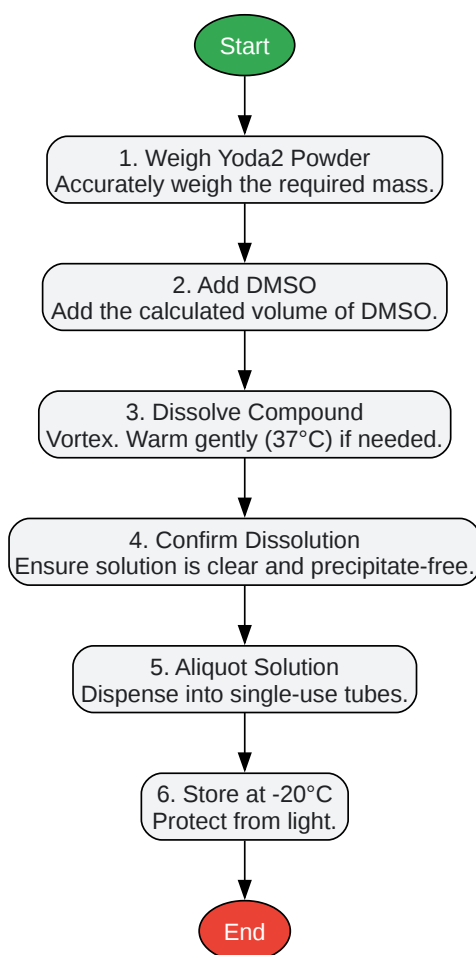 Start
1. Weigh Yoda2 Powder
Accurately weigh the required mass.
2. Add DMSO
Add the calculated volume of DMSO.
3. Dissolve Compound
Vortex. Warm gently (37°C) if needed.
4. Confirm Dissolution
Ensure solution is clear and precipitate-free.
5. Aliquot Solution
Dispense into single-use tubes.
6. Store at -20°C
Protect from light.
End